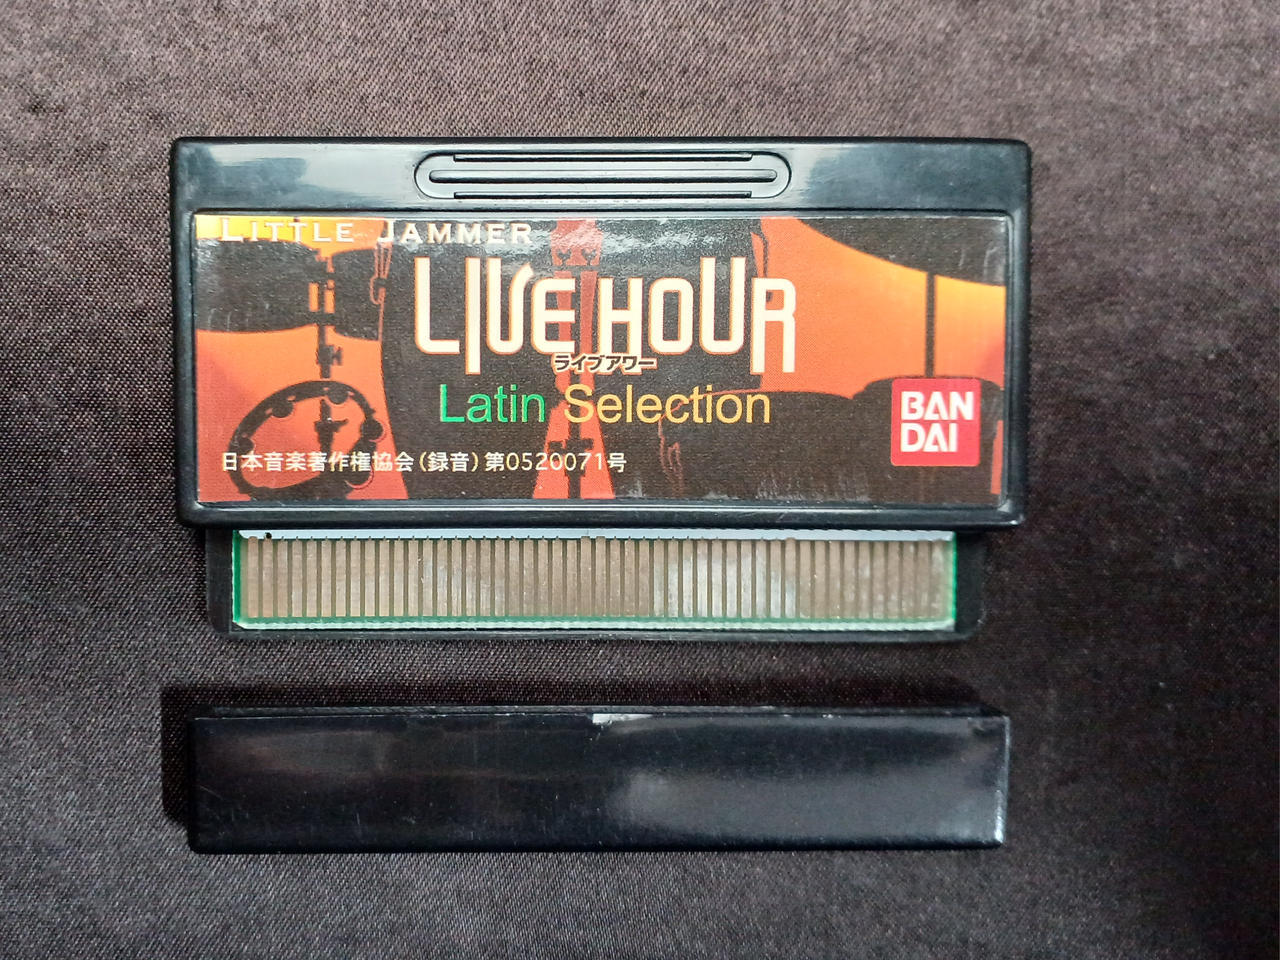 LITTLE JAMMER
LIVE HOUR
ライブアワー
Latin Selection
BAN
DAI
日本音楽著作権協会(録音)第0520071号